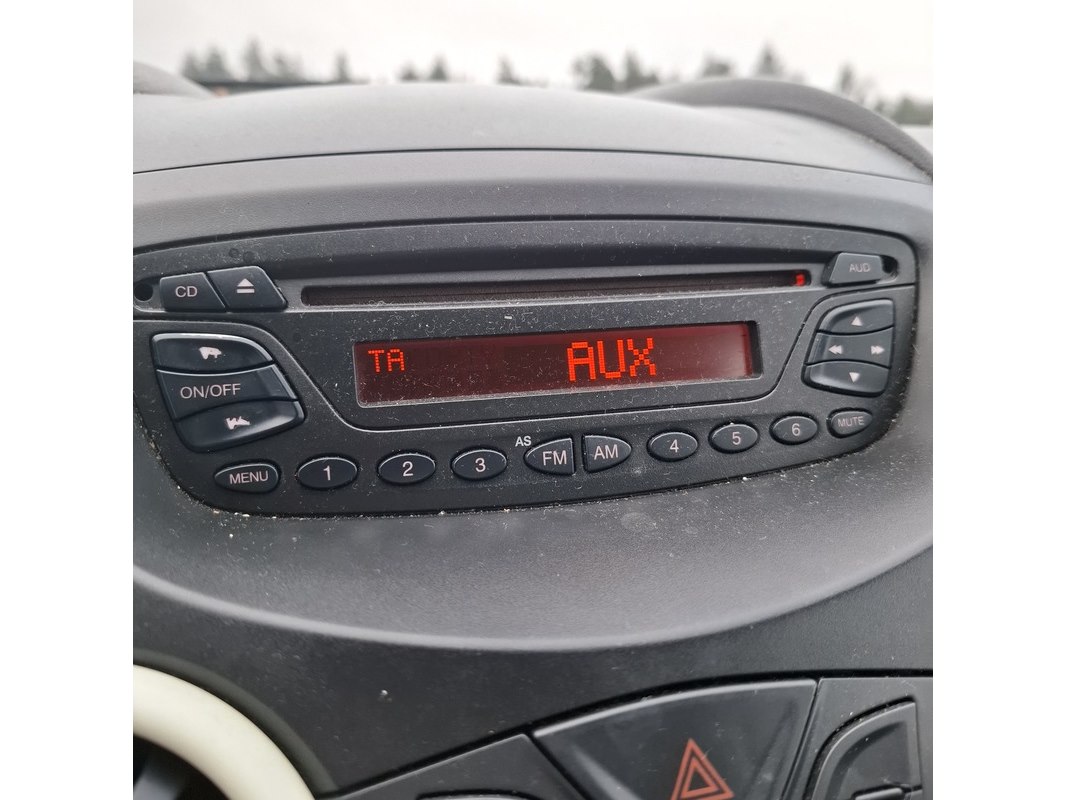 CD
AUD
TA AUX
ON/OFF
MENU 1 2 3 AS FM AM 4 5 6 MUTE